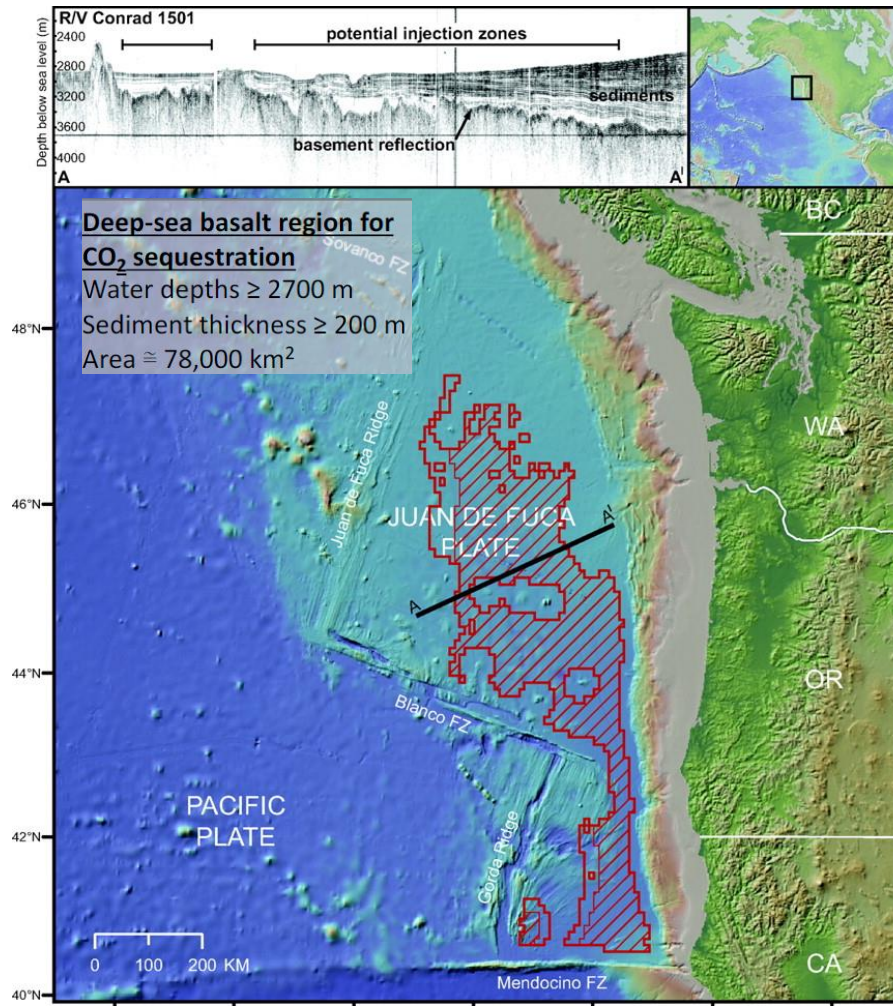 R/V Conrad 1501
potential injection zones
Depth below sea level (m)
2400
2800
3200
3600
4000
sediments
basement reflection
A
A'
Deep-sea basalt region for
CO₂ sequestration
Water depths ≥ 2700 m
Sediment thickness ≥ 200 m
Area ≅ 78,000 km²
Sovanco FZ
BC
48°N
Juan de Fuca Ridge
WA
46°N
JUAN DE FUCA
PLATE
A'
A
44°N
OR
Blanco FZ
PACIFIC
PLATE
42°N
Gorda Ridge
0 100 200 KM
CA
Mendocino FZ
40°N